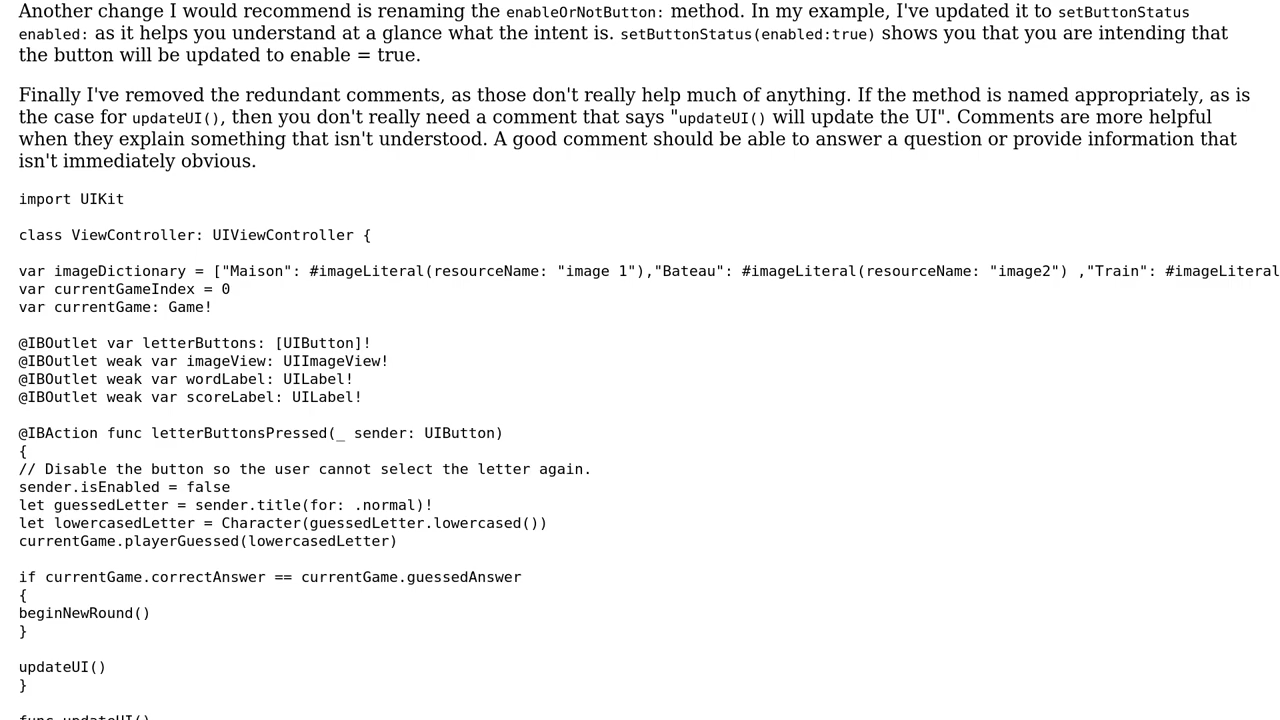 Another change I would recommend is renaming the enableOrNotButton: method. In my example, I've updated it to setButtonStatus
enabled: as it helps you understand at a glance what the intent is. setButtonStatus(enabled:true) shows you that you are intending that
the button will be updated to enable = true.
Finally I've removed the redundant comments, as those don't really help much of anything. If the method is named appropriately, as is
the case for updateUI(), then you don't really need a comment that says "updateUI() will update the UI". Comments are more helpful
when they explain something that isn't understood. A good comment should be able to answer a question or provide information that
isn't immediately obvious.
import UIKit
class ViewController: UIViewController {
var imageDictionary = ["Maison": #imageLiteral(resourceName: "image 1"),"Bateau": #imageLiteral(resourceName: "image2") ,"Train": #imageLiteral
var currentGameIndex = 0
var currentGame: Game!
@IBOutlet var letterButtons: [UIButton]!
@IBOutlet weak var imageView: UIImageView!
@IBOutlet weak var wordLabel: UILabel!
@IBOutlet weak var scoreLabel: UILabel!
@IBAction func letterButtonsPressed(_ sender: UIButton)
{
// Disable the button so the user cannot select the letter again.
sender.isEnabled = false
let guessedLetter = sender.title(for: .normal)!
let lowercasedLetter = Character(guessedLetter.lowercased())
currentGame.playerGuessed(lowercasedLetter)
if currentGame.correctAnswer == currentGame.guessedAnswer
{
beginNewRound()
}
updateUI()
}
func updateUI()